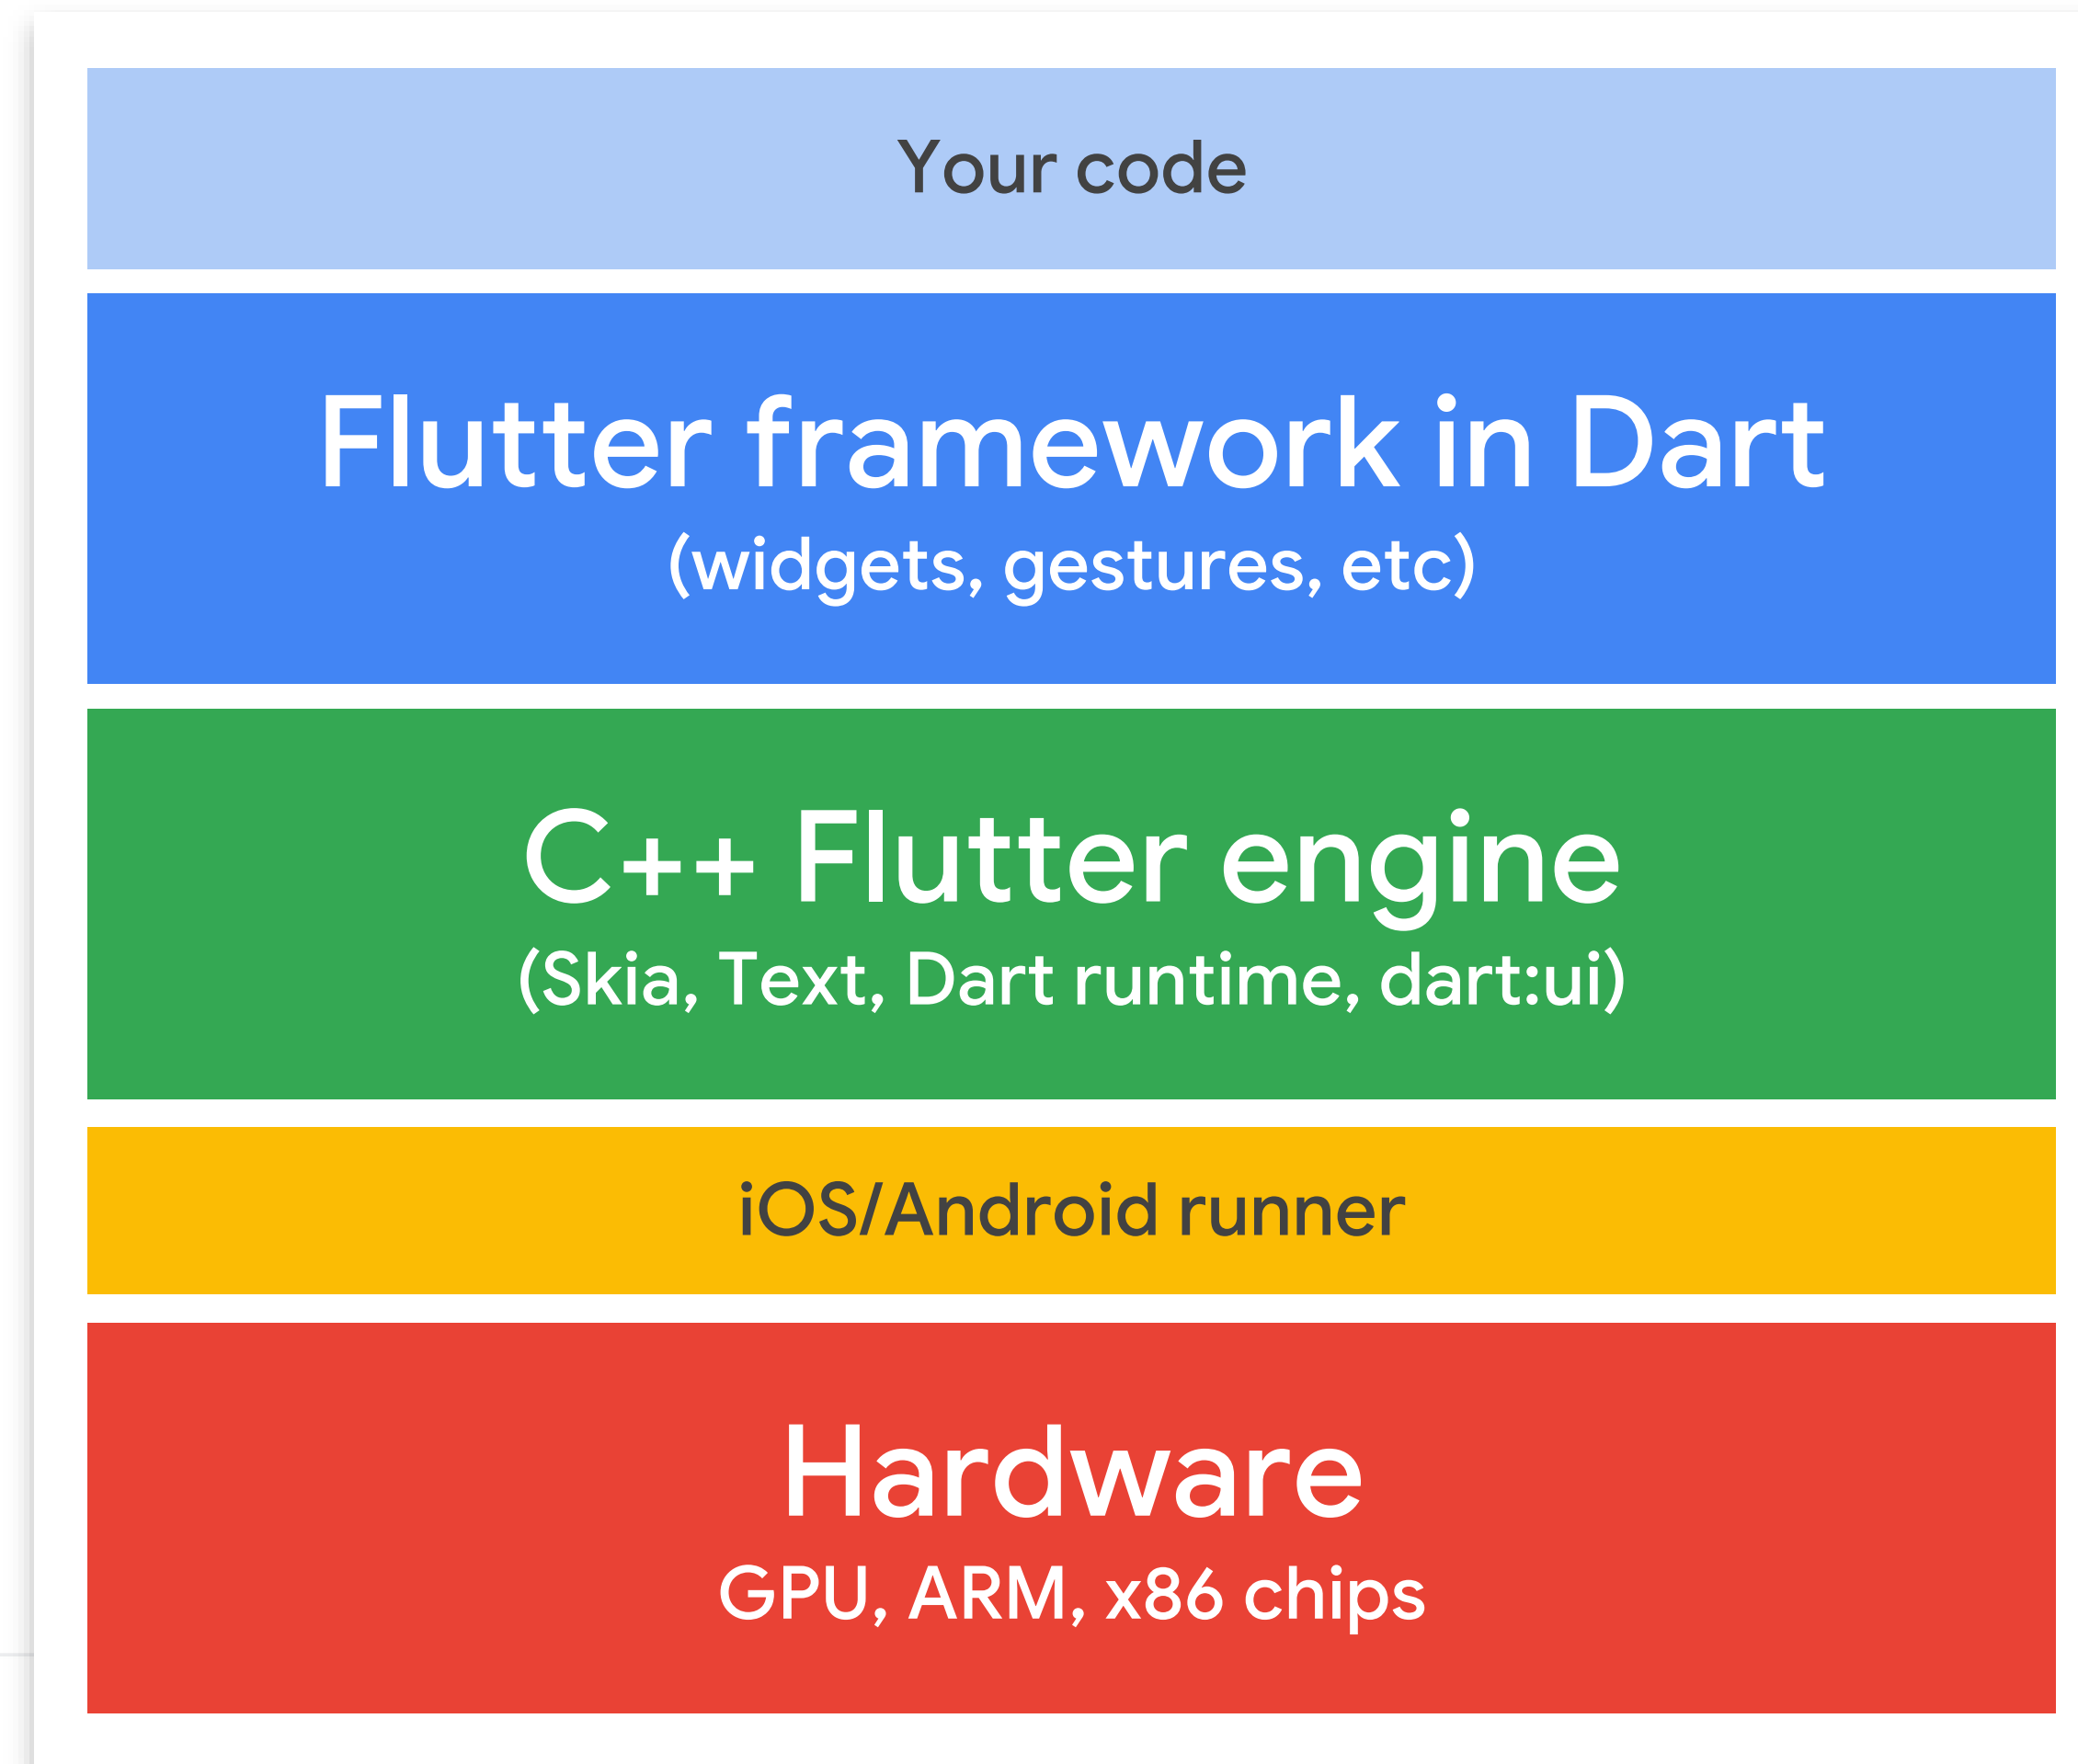 Your code
Flutter framework in Dart
(widgets, gestures, etc)
C++ Flutter engine
(Skia, Text, Dart runtime, dart:ui)
iOS/Android runner
Hardware
GPU, ARM, x86 chips